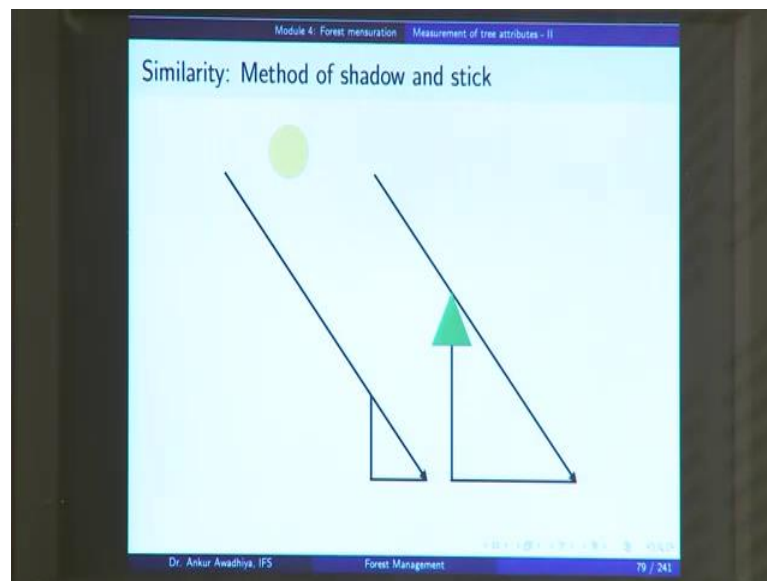 Module 4: Forest mensuration Measurement of tree attributes - II
Similarity: Method of shadow and stick
Dr. Ankur Awadhiya, IFS Forest Management 79 / 241